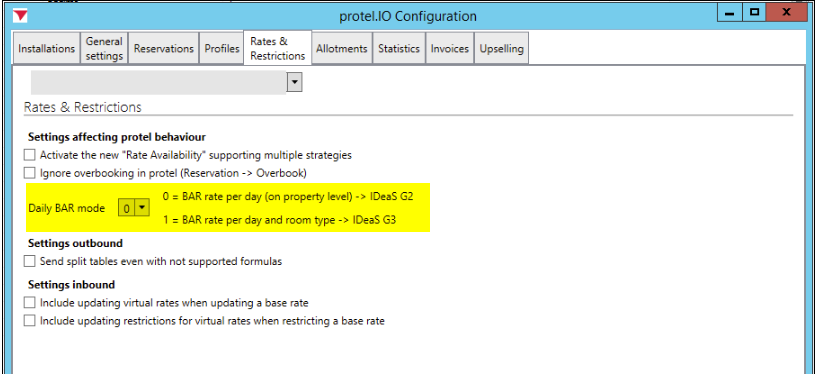 protel.IO Configuration
Installations
General settings
Reservations
Profiles
Rates & Restrictions
Allotments
Statistics
Invoices
Upselling
Rates & Restrictions
Settings affecting protel behaviour
Activate the new "Rate Availability" supporting multiple strategies
Ignore overbooking in protel (Reservation -> Overbook)
Daily BAR mode 0
0 = BAR rate per day (on property level) -> IDeaS G2
1 = BAR rate per day and room type -> IDeaS G3
Settings outbound
Send split tables even with not supported formulas
Settings inbound
Include updating virtual rates when updating a base rate
Include updating restrictions for virtual rates when restricting a base rate